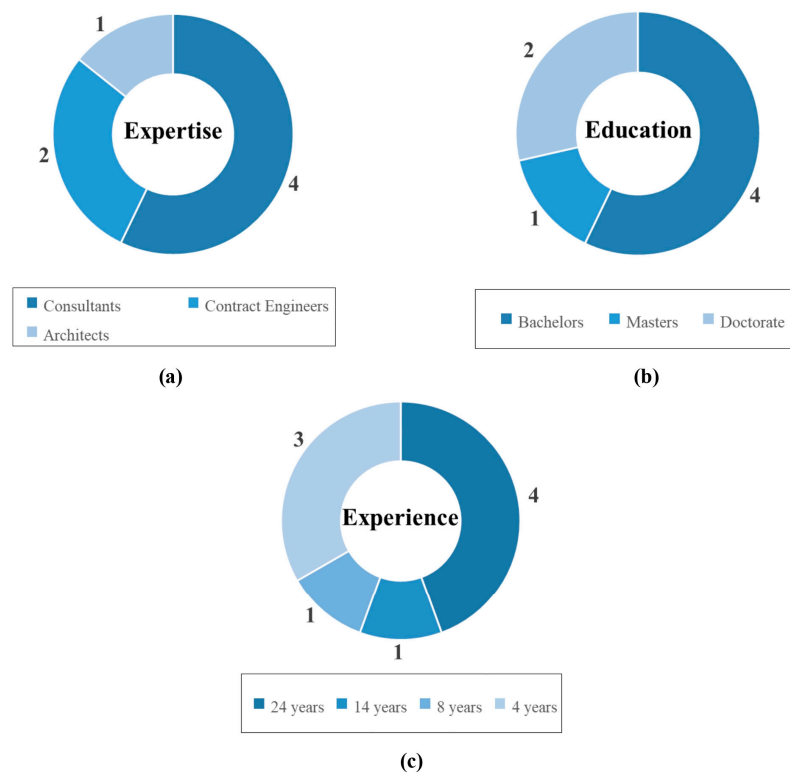 1
2
Expertise
4
Consultants Contract Engineers
Architects
(a)
2
Education
1
4
Bachelors Masters Doctorate
(b)
3
4
Experience
1
1
24 years 14 years 8 years 4 years
(c)